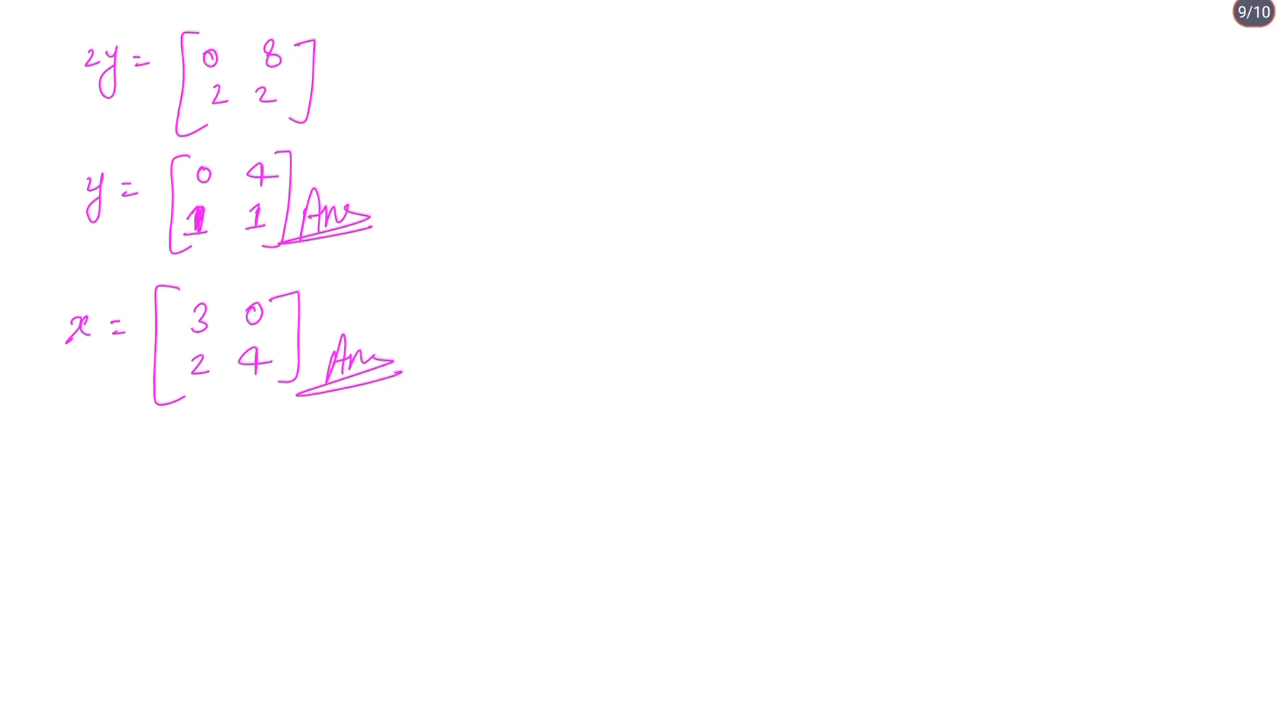 9/10
2y = [0 8
2 2]
y = [0 4
1 1] Ans
x = [3 0
2 4] Ans